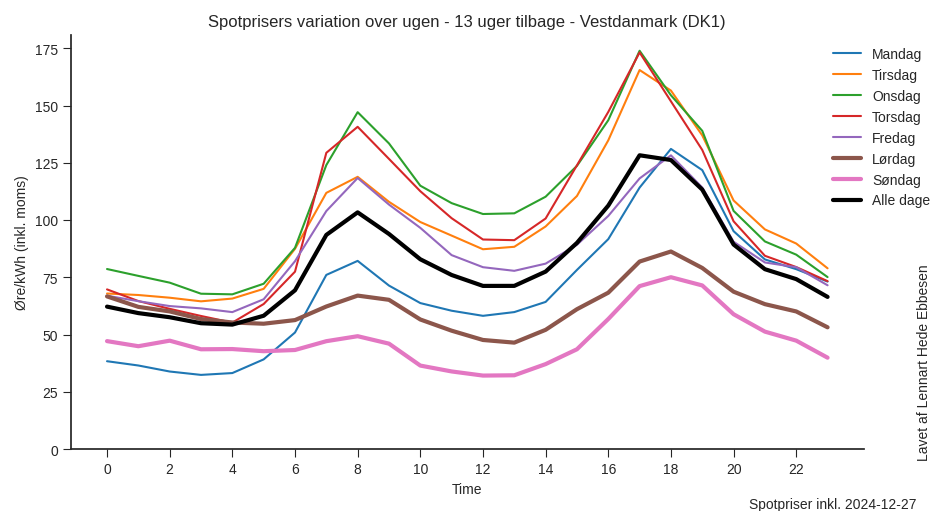 Spotprisers variation over ugen - 13 uger tilbage - Vestdanmark (DK1)
Øre/kWh (inkl. moms)
175
150
125
100
75
50
25
0
0 2 4 6 8 10 12 14 16 18 20 22
Time
Mandag
Tirsdag
Onsdag
Torsdag
Fredag
Lørdag
Søndag
Alle dage
Lavet af Lennart Hede Ebbesen
Spotpriser inkl. 2024-12-27